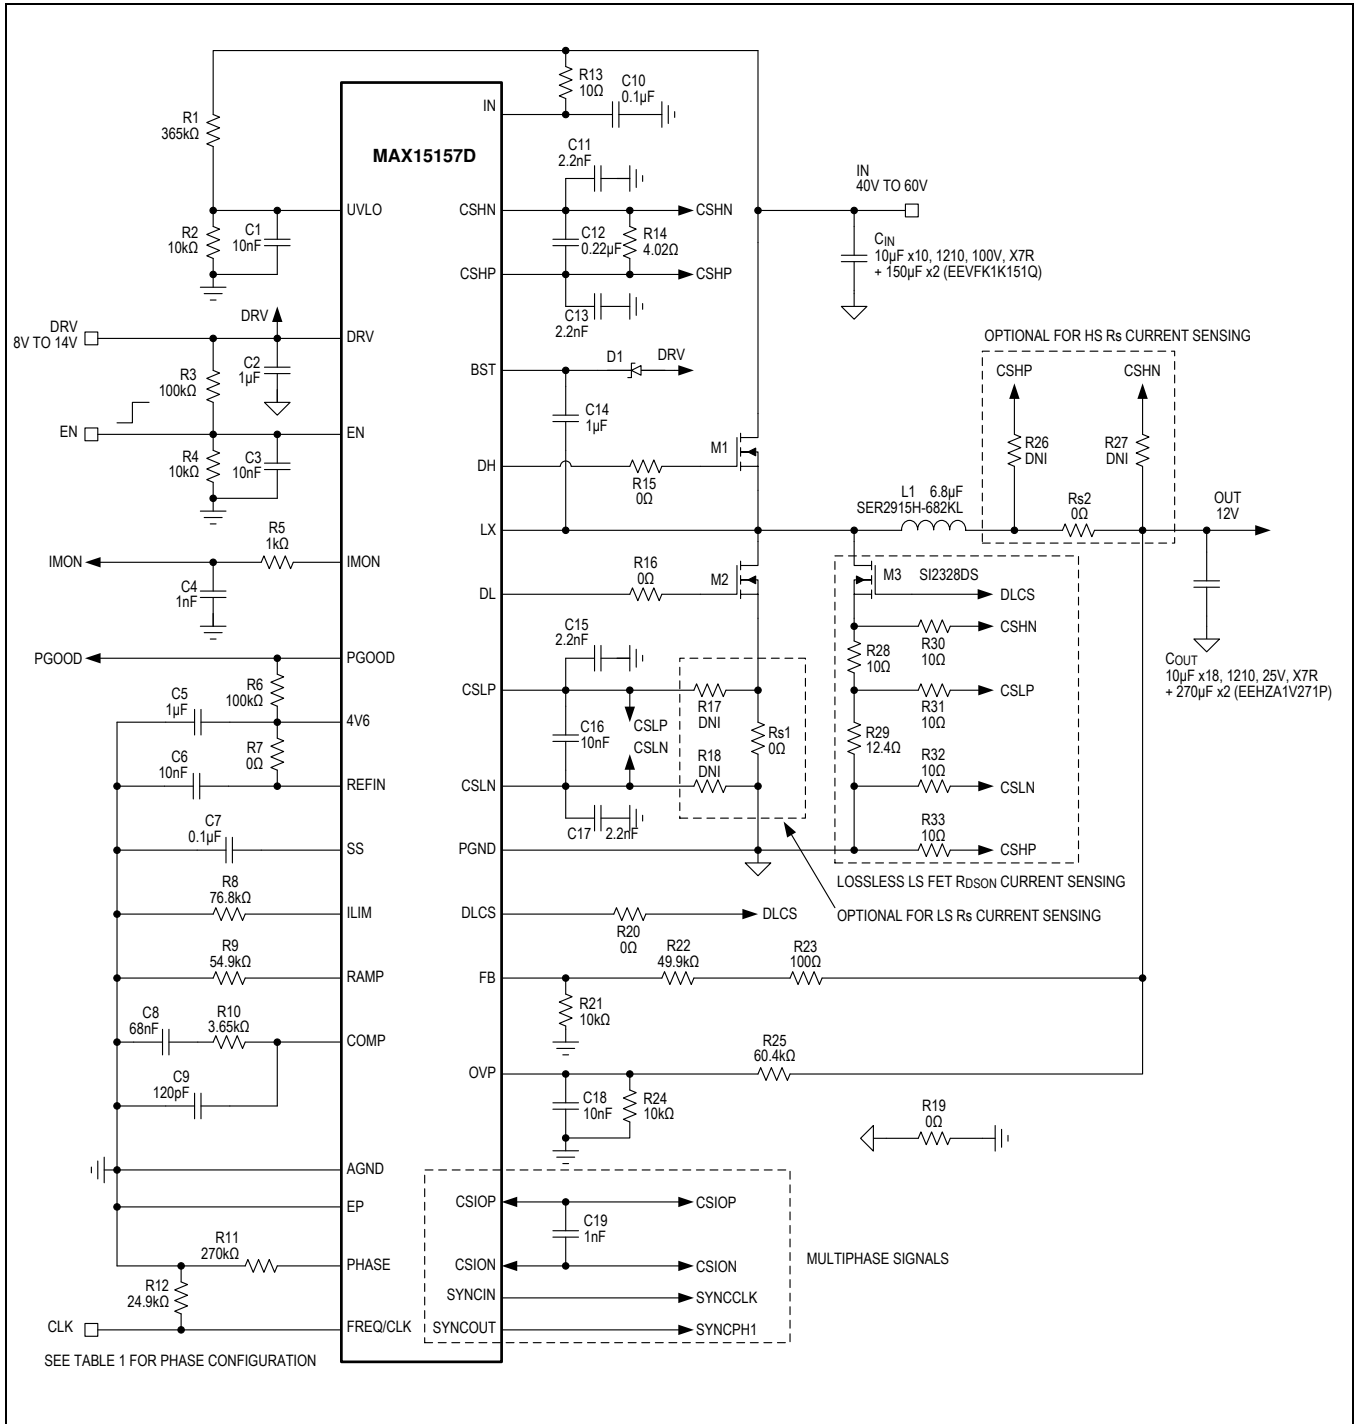 R13
10Ω
C10
0.1µF
IN
R1
365kΩ
MAX15157D
C11
2.2nF
IN
40V TO 60V
UVLO
CSHN
CSHN
R2
10kΩ
C1
10nF
C12
0.22µF
R14
4.02Ω
CIN
10µF x10, 1210, 100V, X7R
+ 150µF x2 (EEVFK1K151Q)
CSHP
CSHP
C13
2.2nF
DRV
DRV
8V TO 14V
DRV
OPTIONAL FOR HS Rs CURRENT SENSING
R3
100kΩ
C2
1µF
BST
D1
DRV
CSHP
CSHN
C14
1µF
EN
EN
R26
DNI
R27
DNI
M1
R4
10kΩ
C3
10nF
DH
R15
0Ω
L1 6.8µF
SER2915H-682KL
Rs2
0Ω
OUT
12V
LX
R5
1kΩ
IMON
IMON
R16
0Ω
M2
M3 SI2328DS
C4
1nF
DL
DLCS
CSHN
C15
2.2nF
R28
10Ω
R30
10Ω
PGOOD
PGOOD
COUT
10µF x18, 1210, 25V, X7R
+ 270µF x2 (EEHZA1V271P)
R6
100kΩ
CSLP
R17
DNI
CSLP
R31
10Ω
C5
1µF
4V6
C16
10nF
CSLP
CSLN
Rs1
0Ω
R29
12.4Ω
R7
0Ω
R18
DNI
R32
10Ω
C6
10nF
REFIN
CSLN
CSLN
C17 2.2nF
R33
10Ω
C7
0.1µF
SS
PGND
CSHP
R8
76.8kΩ
LOSSLESS LS FET RDSON CURRENT SENSING
ILIM
DLCS
DLCS
OPTIONAL FOR LS Rs CURRENT SENSING
R20
0Ω
R9
54.9kΩ
R22
49.9kΩ
R23
100Ω
RAMP
FB
C8
68nF
R10
3.65kΩ
R21
10kΩ
COMP
R25
60.4kΩ
OVP
C9
120pF
C18
10nF
R24
10kΩ
R19
0Ω
AGND
EP
CSIOP
CSIOP
C19
1nF
R11
270kΩ
PHASE
CSION
CSION
MULTIPHASE SIGNALS
R12
24.9kΩ
SYNCIN
SYNCCLK
CLK
FREQ/CLK
SYNCOUT
SYNCPH1
SEE TABLE 1 FOR PHASE CONFIGURATION